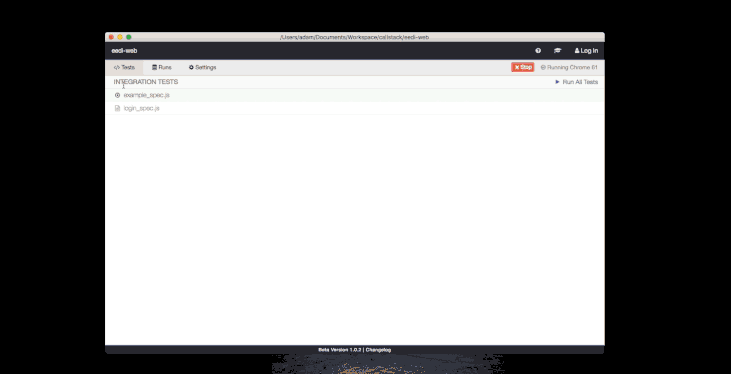 /Users/adam/Documents/Workspace/callstack/eedi-web
eedi-web
Log In
</> Tests Runs Settings Stop Running Chrome 61
INTEGRATION TESTS Run All Tests
example_spec.js
login_spec.js
Beta Version 1.0.2 | Changelog